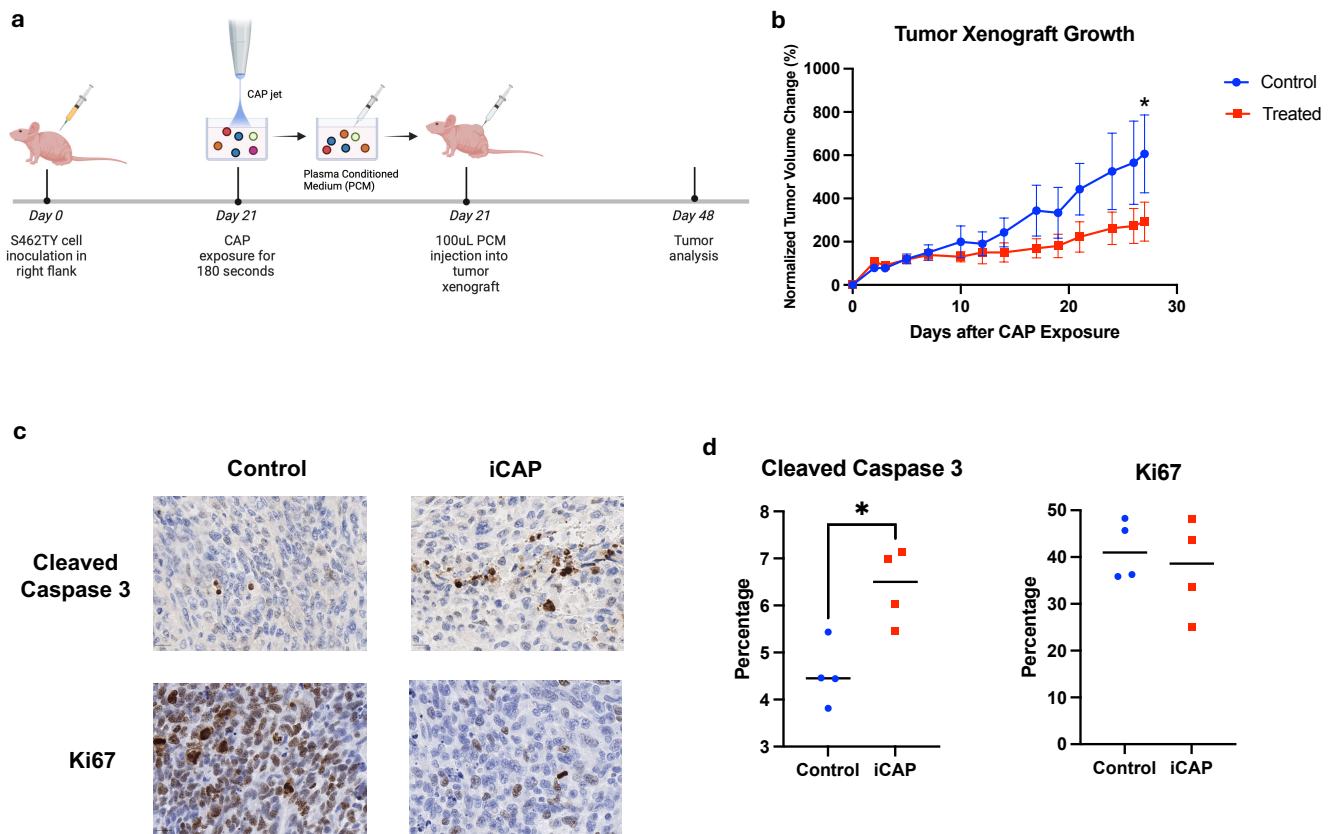 a
CAP jet
Plasma Conditioned
Medium (PCM)
Day 0
Day 21
Day 21
Day 48
S462TY cell
inoculation in
right flank
CAP
exposure for
180 seconds
100uL PCM
injection into
tumor
xenograft
Tumor
analysis
b
Tumor Xenograft Growth
Normalized Tumor Volume Change (%)
1000
800
600
400
200
0
0
10
20
30
Days after CAP Exposure
*
Control
Treated
c
Control
iCAP
Cleaved
Caspase 3
Ki67
d
Cleaved Caspase 3
Percentage
8
7
6
5
4
3
*
Control
iCAP
Ki67
Percentage
50
40
30
20
10
0
Control
iCAP